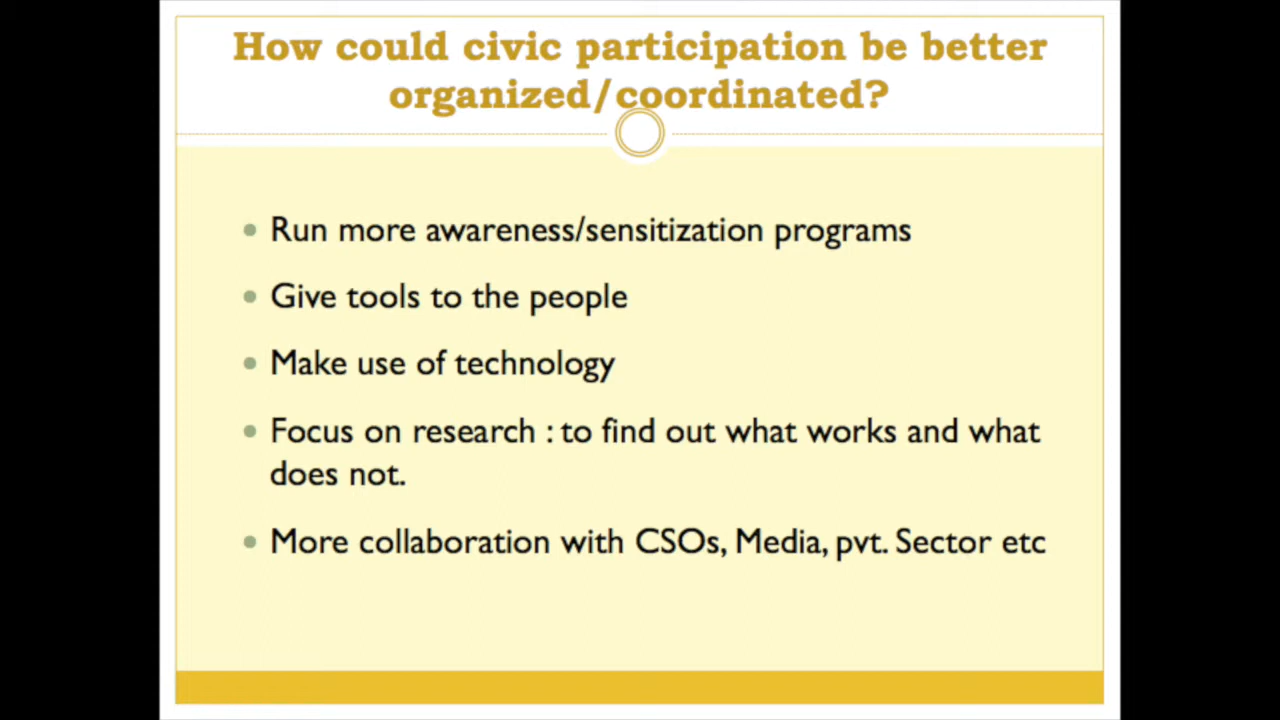 How could civic participation be better
organized/coordinated?
• Run more awareness/sensitization programs
• Give tools to the people
• Make use of technology
• Focus on research : to find out what works and what
does not.
• More collaboration with CSOs, Media, pvt. Sector etc